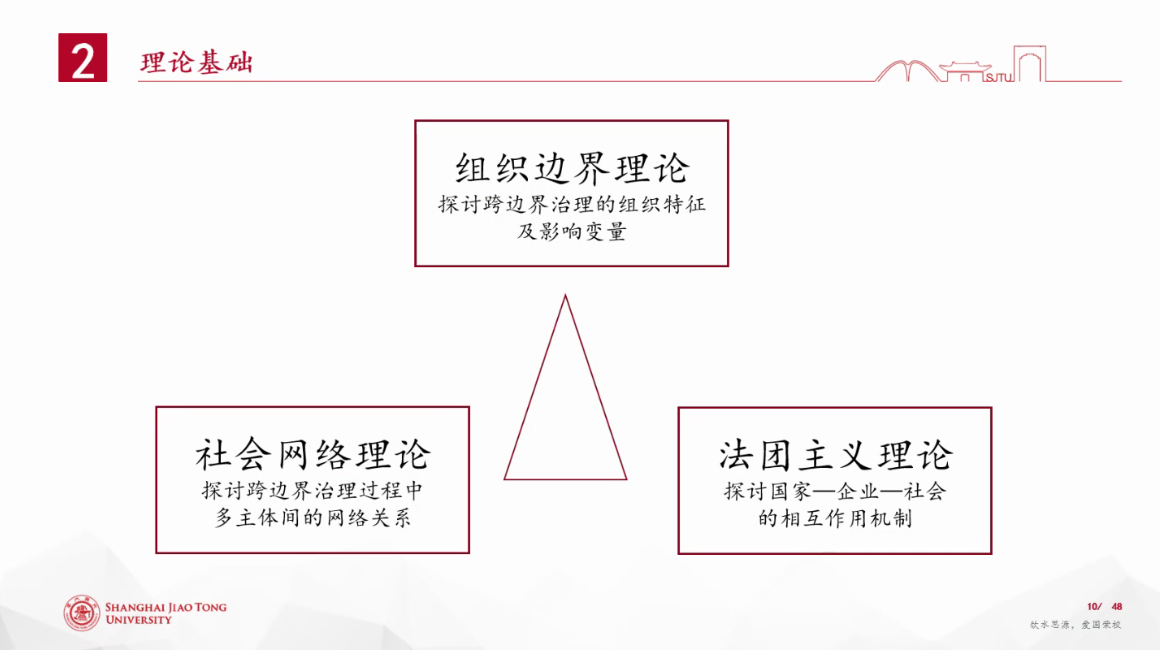 2
理论基础
SJTU
组织边界理论
探讨跨边界治理的组织特征
及影响变量
社会网络理论
探讨跨边界治理过程中
多主体间的网络关系
法团主义理论
探讨国家—企业—社会
的相互作用机制
SHANGHAI JIAO TONG
UNIVERSITY
10/ 48
饮水思源，爱国荣校